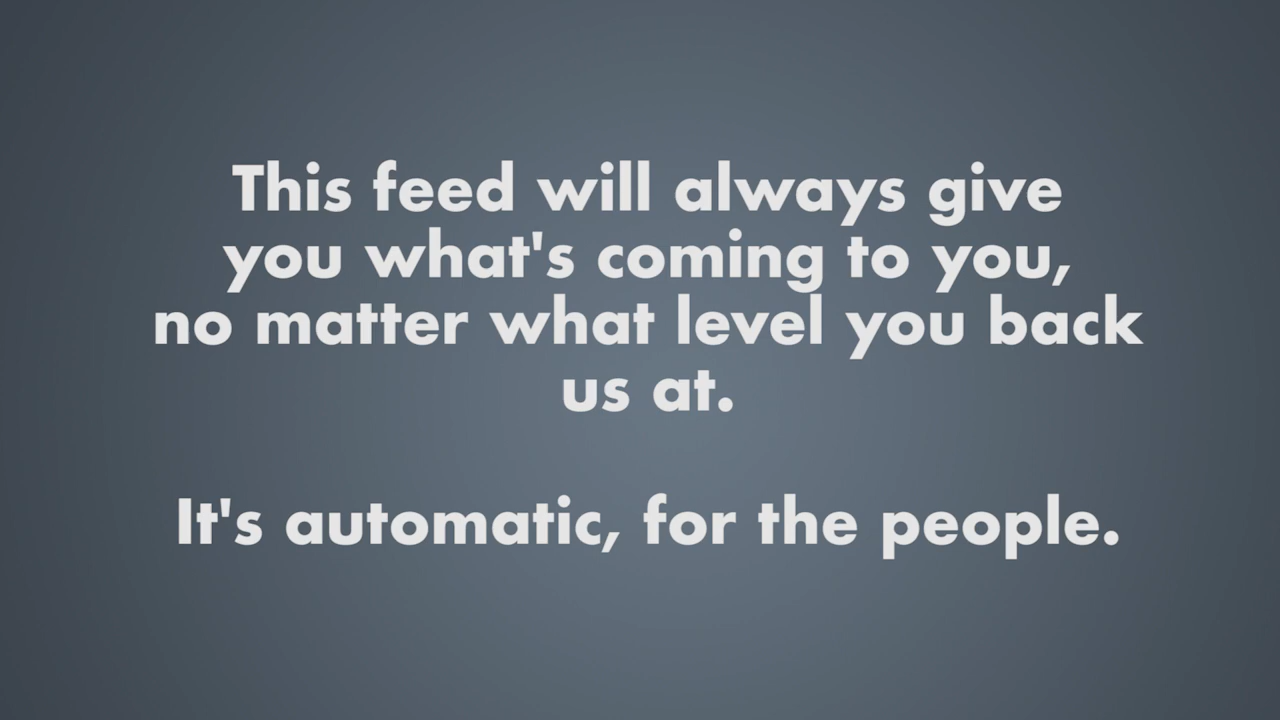 This feed will always give
you what's coming to you,
no matter what level you back
us at.
It's automatic, for the people.